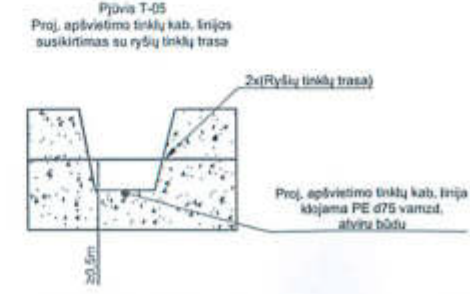 Pjūvis T-05
Proj. apšvietimo tinklų kab. linijos
susikirtimas su ryšių tinklų trasa
2x(Ryšių tinklų trasa)
Proj. apšvietimo tinklų kab. linija
klojama PE d75 vamzd.
atviru būdu
≥0,5m